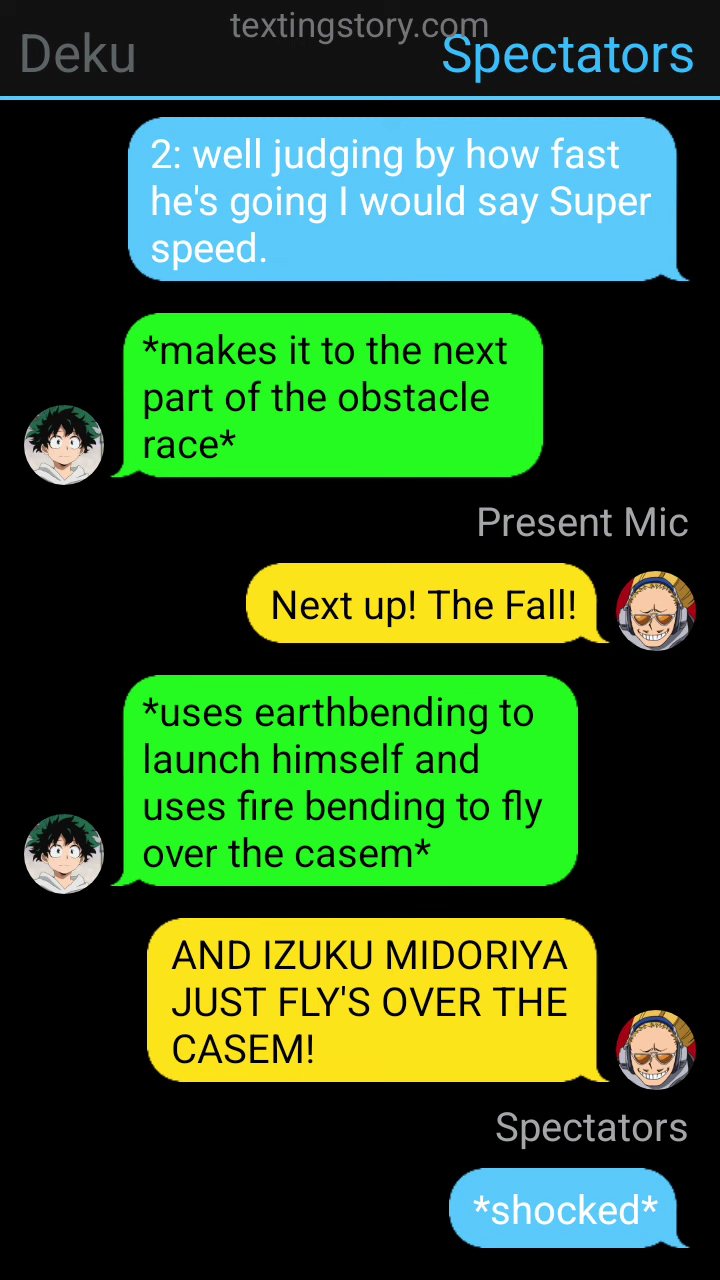 textingstory.com
Deku
Spectators
2: well judging by how fast
he's going I would say Super
speed.
*makes it to the next
part of the obstacle
race*
Present Mic
Next up! The Fall!
*uses earthbending to
launch himself and
uses fire bending to fly
over the casem*
AND IZUKU MIDORIYA
JUST FLY'S OVER THE
CASEM!
Spectators
*shocked*